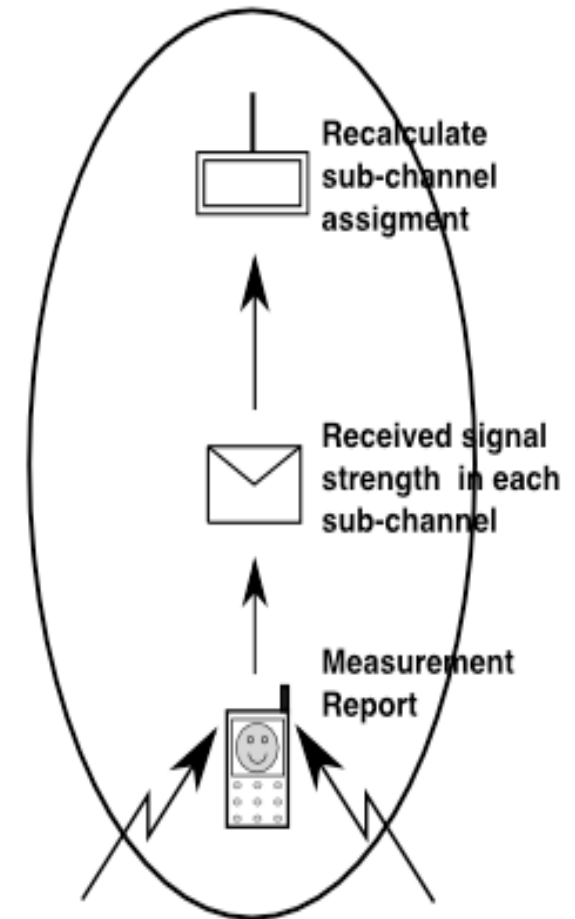 Recalculate
sub-channel
assigment
Received signal
strength in each
sub-channel
Measurement
Report